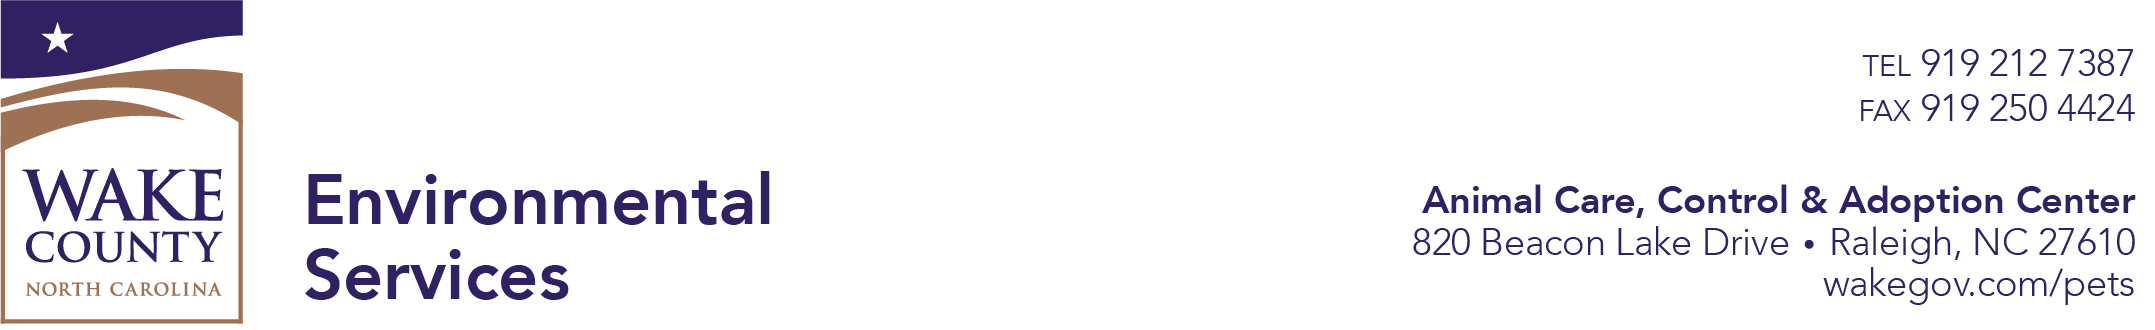 WAKE
COUNTY
NORTH CAROLINA
Environmental
Services
TEL 919 212 7387
FAX 919 250 4424
Animal Care, Control & Adoption Center
820 Beacon Lake Drive • Raleigh, NC 27610
wakegov.com/pets